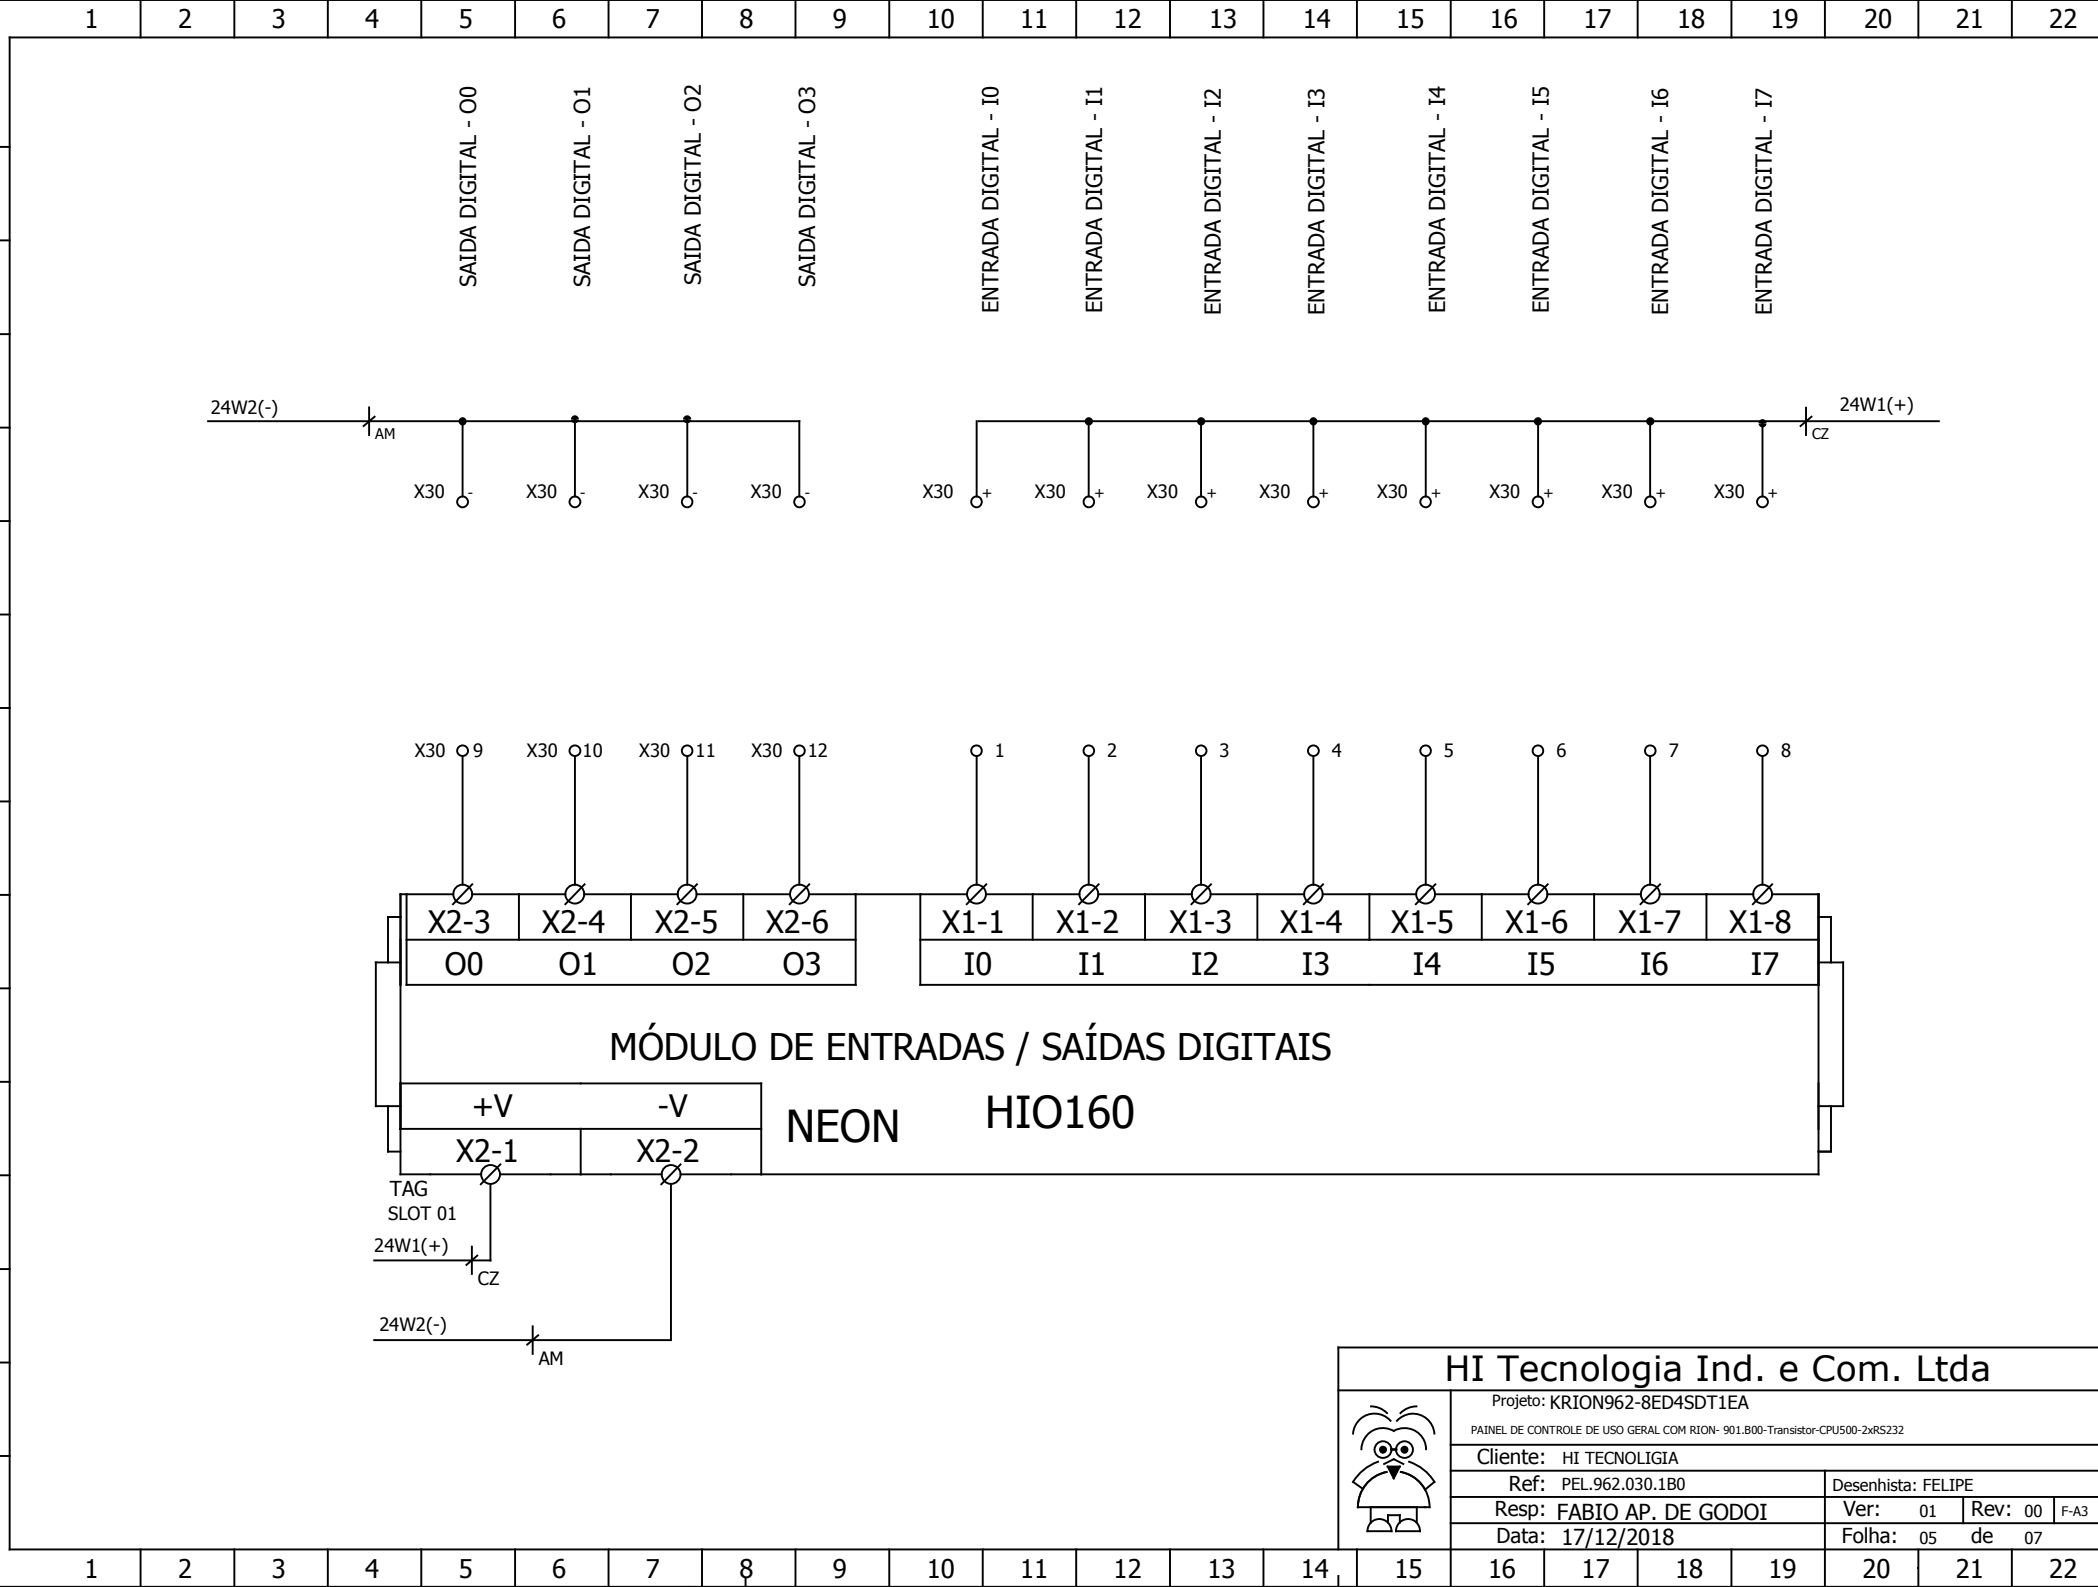 1 2 3 4 5 6 7 8 9 10 11 12 13 14 15 16 17 18 19 20 21 22
SAIDA DIGITAL - O0
SAIDA DIGITAL - O1
SAIDA DIGITAL - O2
SAIDA DIGITAL - O3
ENTRADA DIGITAL - I0
ENTRADA DIGITAL - I1
ENTRADA DIGITAL - I2
ENTRADA DIGITAL - I3
ENTRADA DIGITAL - I4
ENTRADA DIGITAL - I5
ENTRADA DIGITAL - I6
ENTRADA DIGITAL - I7
24W2(-) 24W1(+)
AM CZ
X30 - X30 - X30 - X30 - X30 + X30 + X30 + X30 + X30 + X30 + X30 + X30 +
X30 9 X30 10 X30 11 X30 12 1 2 3 4 5 6 7 8
X2-3 X2-4 X2-5 X2-6 X1-1 X1-2 X1-3 X1-4 X1-5 X1-6 X1-7 X1-8
O0 O1 O2 O3 I0 I1 I2 I3 I4 I5 I6 I7
MÓDULO DE ENTRADAS / SAÍDAS DIGITAIS
+V -V
NEON HIO160
X2-1 X2-2
TAG
SLOT 01
24W1(+)
CZ
24W2(-)
AM
HI Tecnologia Ind. e Com. Ltda
Projeto: KRION962-8ED4SDT1EA
PAINEL DE CONTROLE DE USO GERAL COM RION- 901.B00-Transistor-CPU500-2xRS232
Cliente: HI TECNOLIGIA
Ref: PEL.962.030.1B0 Desenhista: FELIPE
Resp: FABIO AP. DE GODOI Ver: 01 Rev: 00 F-A3
Data: 17/12/2018 Folha: 05 de 07
1 2 3 4 5 6 7 8 9 10 11 12 13 14 15 16 17 18 19 20 21 22